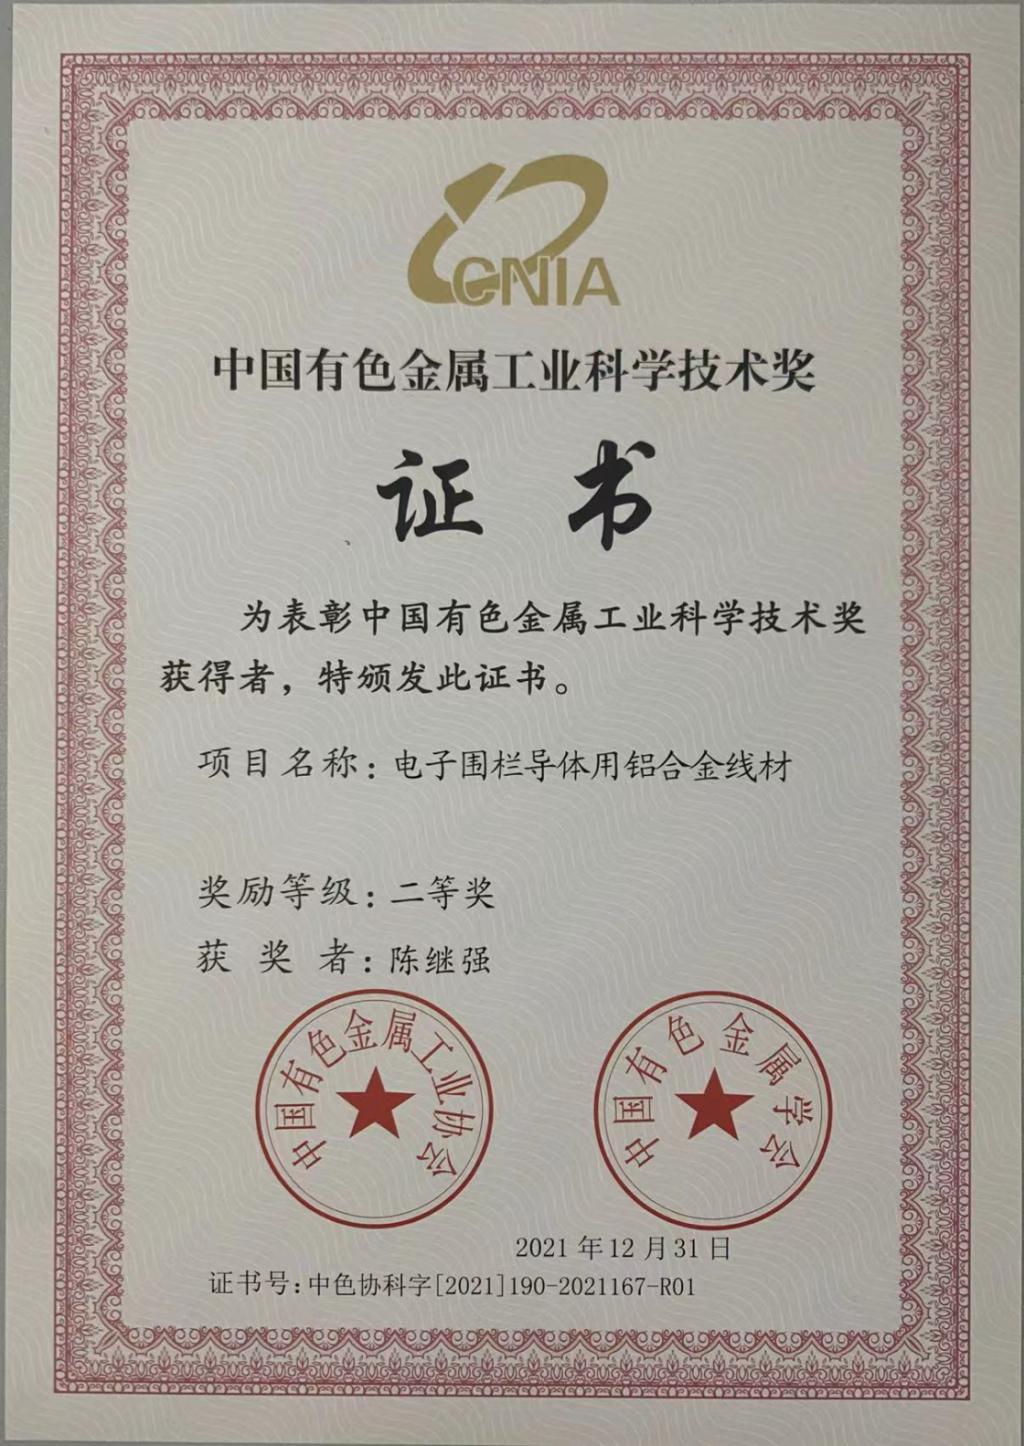 CNIA
中国有色金属工业科学技术奖
证书
为表彰中国有色金属工业科学技术奖
获得者，特颁发此证书。
项目名称：电子围栏导体用铝合金线材
奖励等级：二等奖
获奖者：陈继强
中国有色金属工业协会
中国有色金属学会
2021年12月31日
证书号：中色协科字[2021]190-2021167-R01